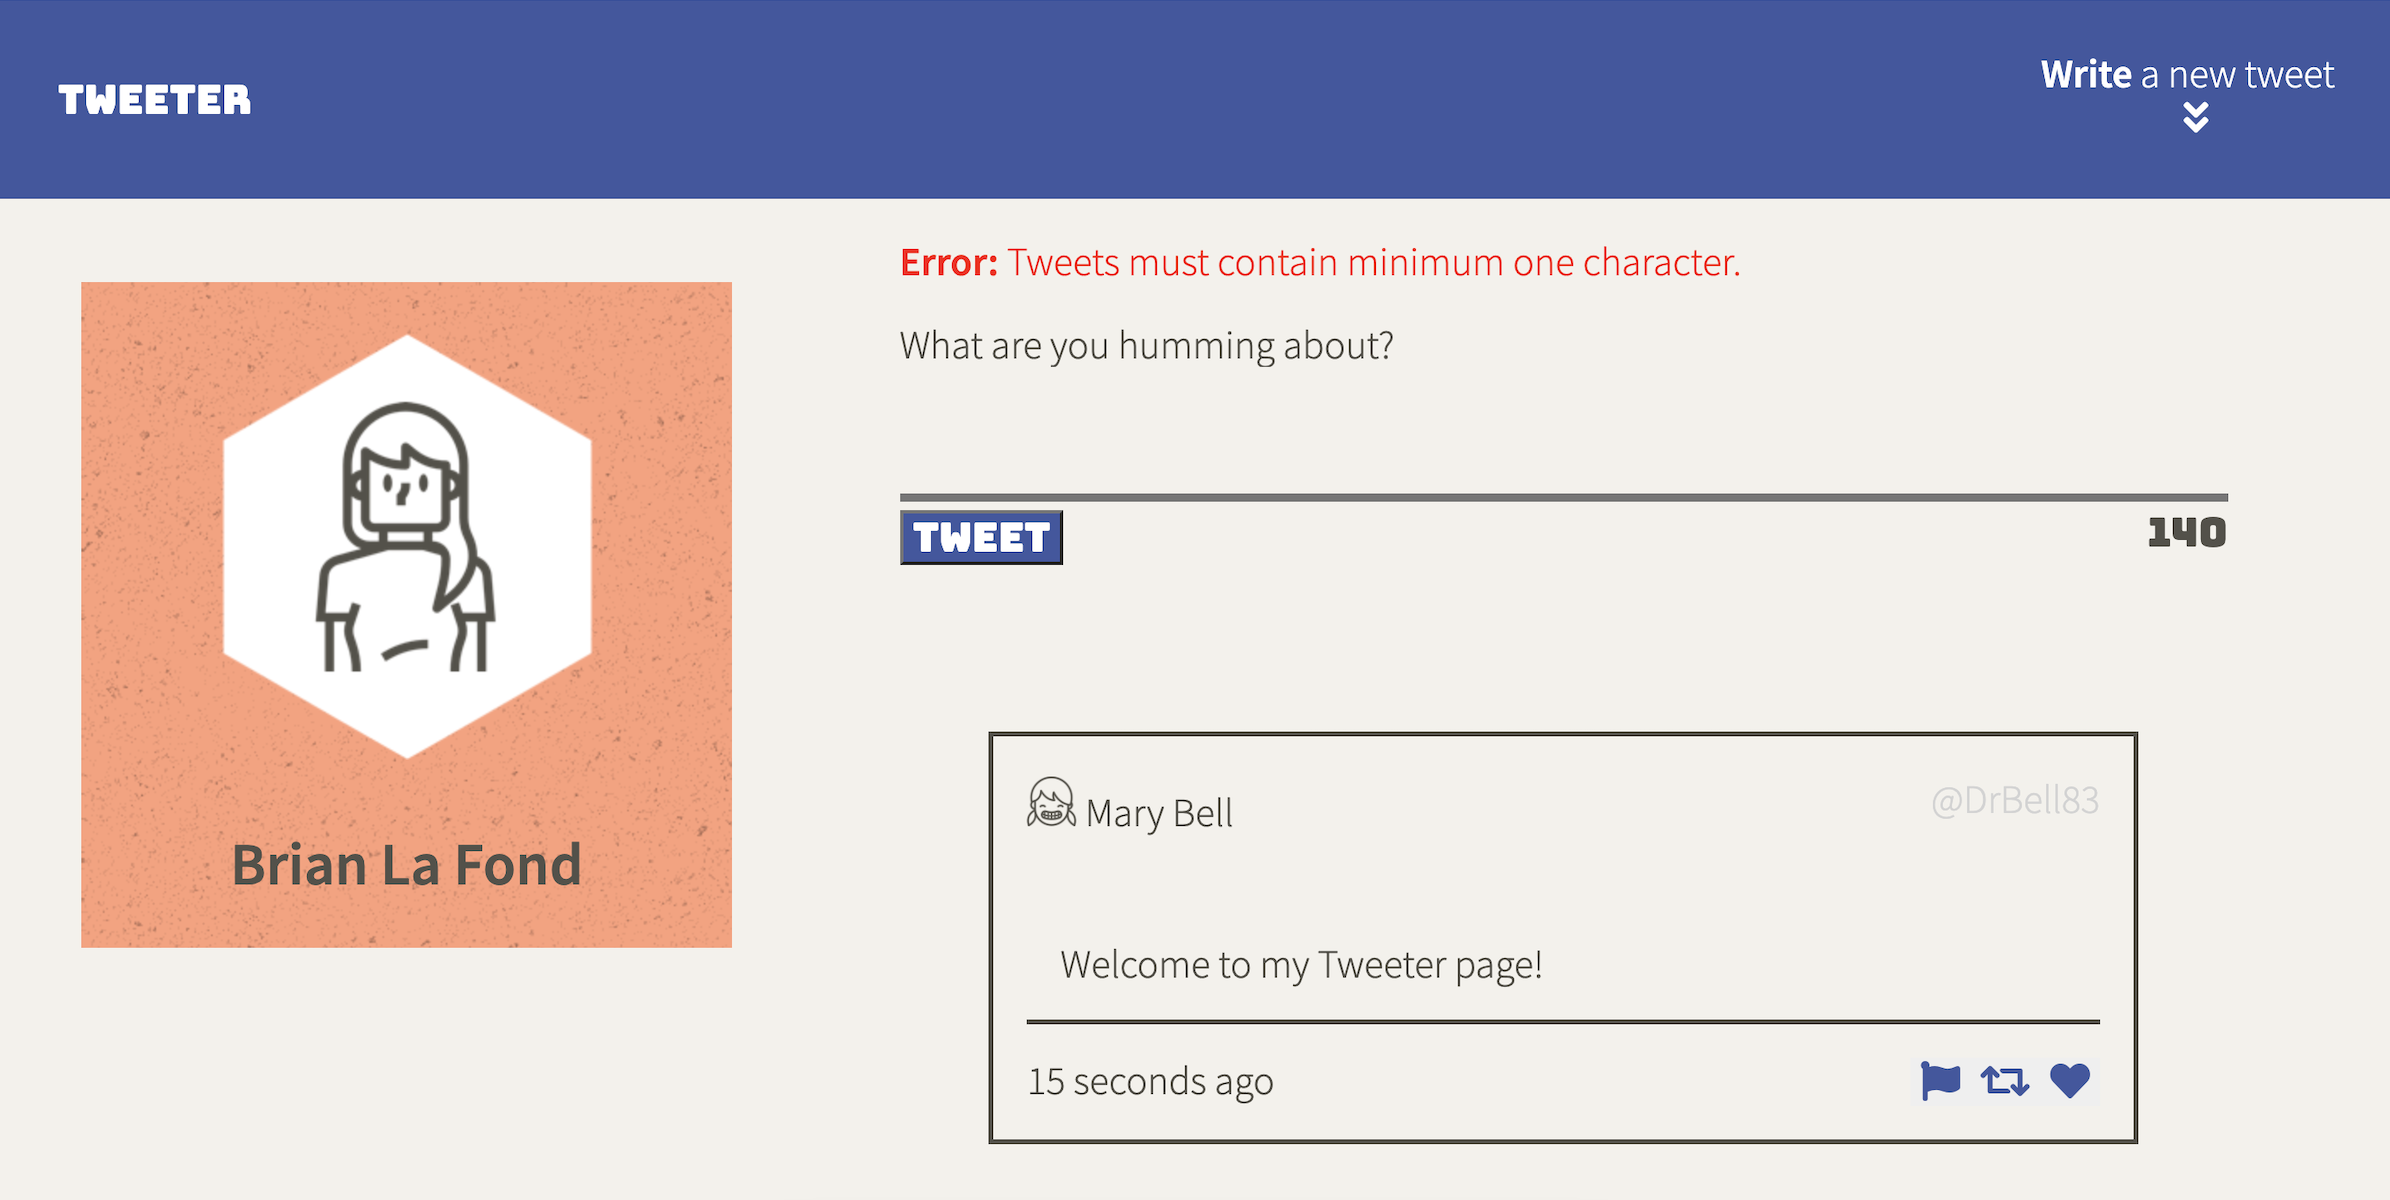 TWEETER
Write a new tweet
Error: Tweets must contain minimum one character.
What are you humming about?
TWEET
140
Brian La Fond
Mary Bell
@DrBell83
Welcome to my Tweeter page!
15 seconds ago